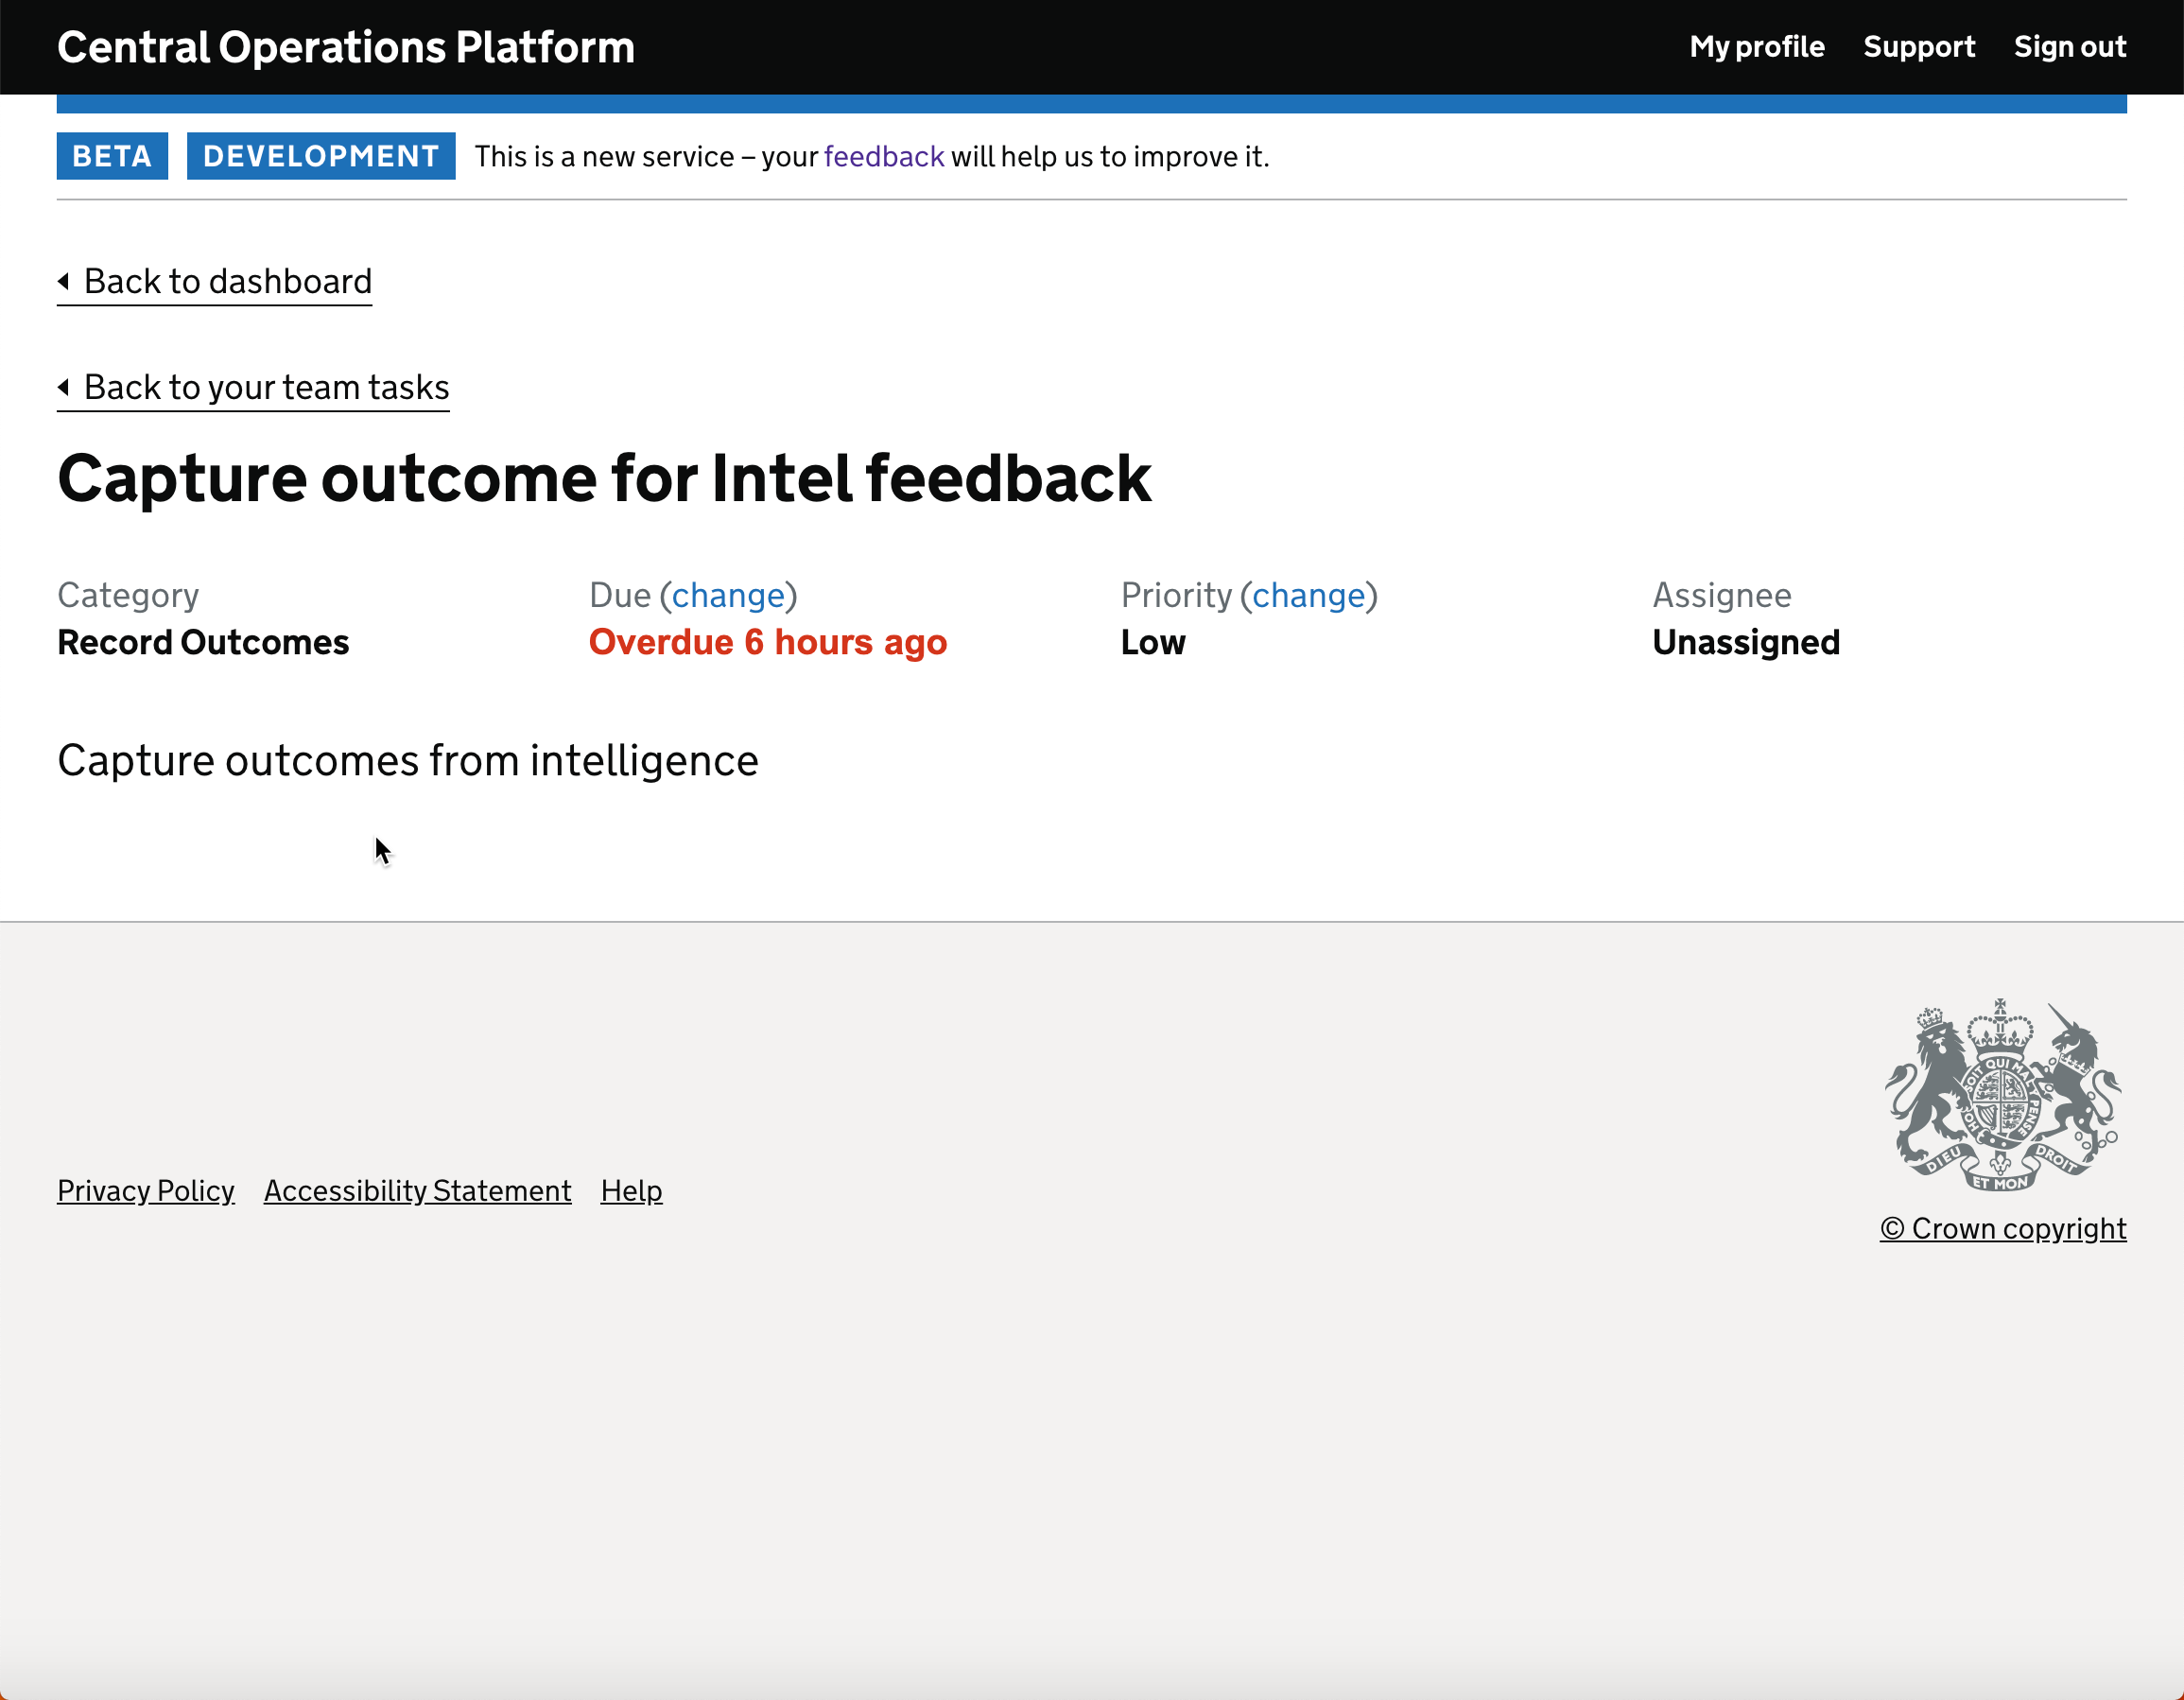 Central Operations Platform
My profile Support Sign out
BETA DEVELOPMENT This is a new service – your feedback will help us to improve it.
Back to dashboard
Back to your team tasks
Capture outcome for Intel feedback
Category Due (change) Priority (change) Assignee
Record Outcomes Overdue 6 hours ago Low Unassigned
Capture outcomes from intelligence
SOIT QUI MAL
PENSE
HO
DIEU ET MON DROIT
Privacy Policy Accessibility Statement Help
© Crown copyright